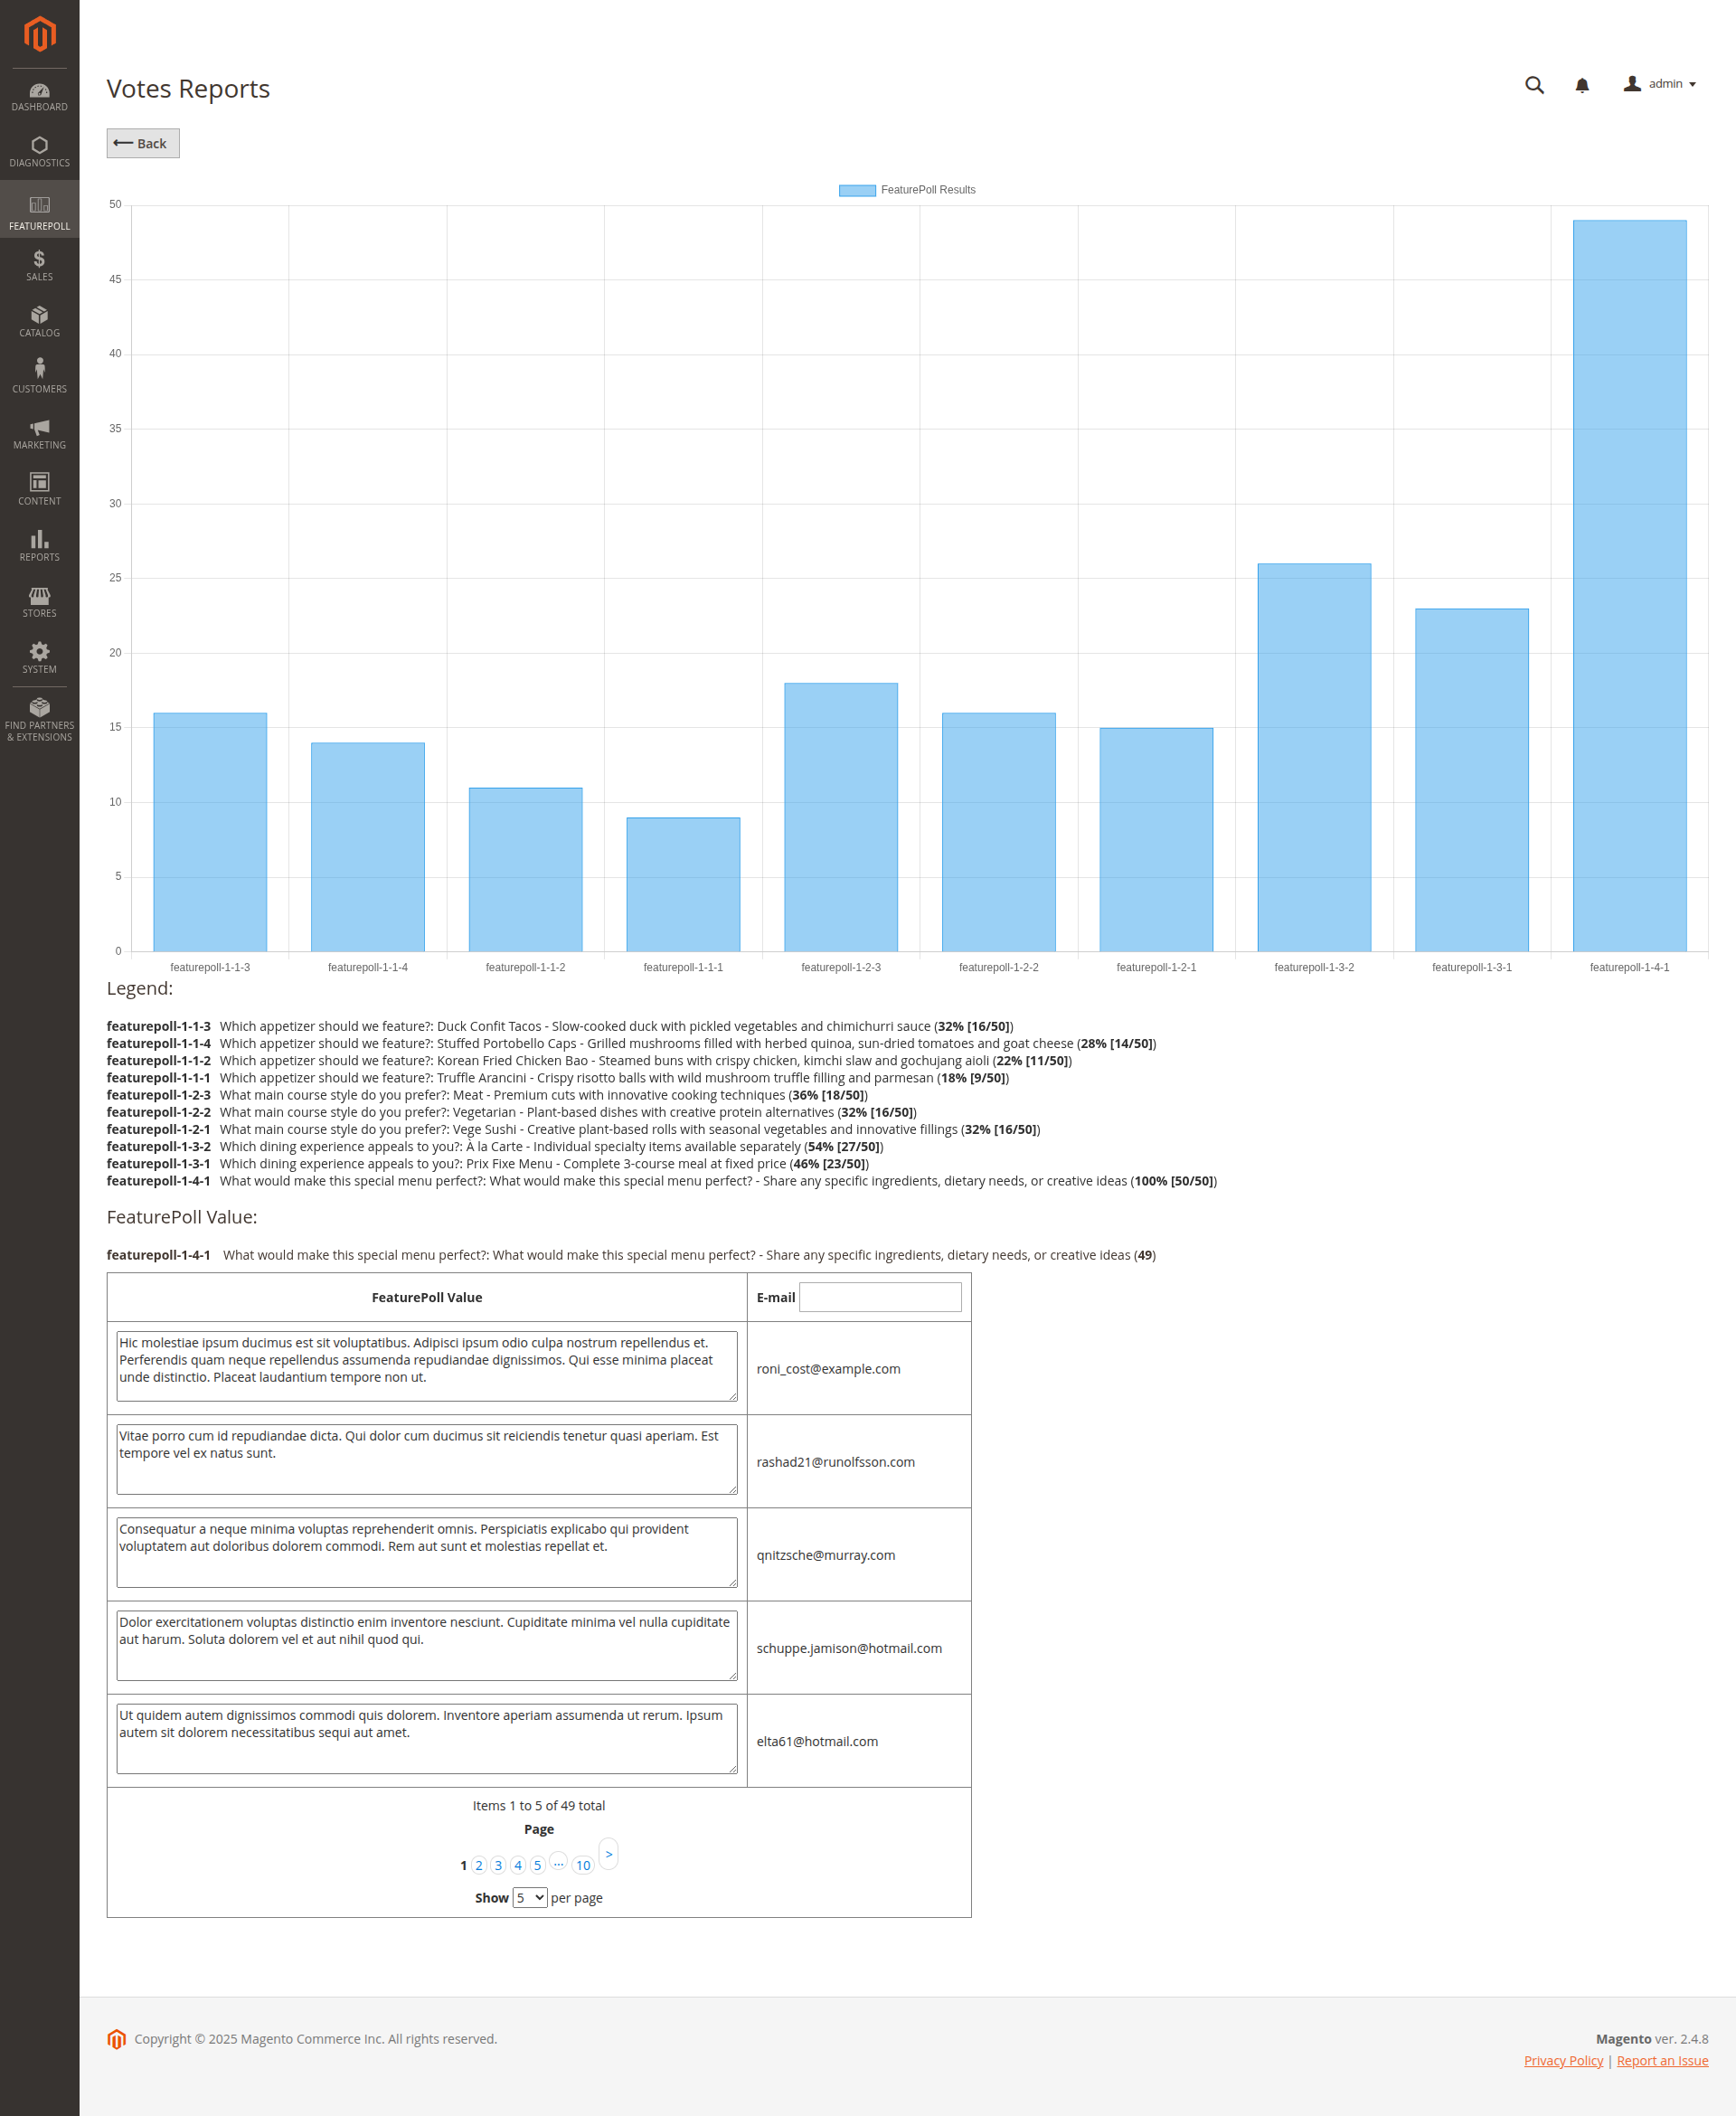 Votes Reports
admin
Back
DASHBOARD
DIAGNOSTICS
FEATUREPOLL
SALES
CATALOG
CUSTOMERS
MARKETING
CONTENT
REPORTS
STORES
SYSTEM
FIND PARTNERS
& EXTENSIONS
FeaturePoll Results
50
45
40
35
30
25
20
15
10
5
0
featurepoll-1-1-3 featurepoll-1-1-4 featurepoll-1-1-2 featurepoll-1-1-1 featurepoll-1-2-3 featurepoll-1-2-2 featurepoll-1-2-1 featurepoll-1-3-2 featurepoll-1-3-1 featurepoll-1-4-1
Legend:
featurepoll-1-1-3 Which appetizer should we feature?: Duck Confit Tacos - Slow-cooked duck with pickled vegetables and chimichurri sauce (32% [16/50])
featurepoll-1-1-4 Which appetizer should we feature?: Stuffed Portobello Caps - Grilled mushrooms filled with herbed quinoa, sun-dried tomatoes and goat cheese (28% [14/50])
featurepoll-1-1-2 Which appetizer should we feature?: Korean Fried Chicken Bao - Steamed buns with crispy chicken, kimchi slaw and gochujang aioli (22% [11/50])
featurepoll-1-1-1 Which appetizer should we feature?: Truffle Arancini - Crispy risotto balls with wild mushroom truffle filling and parmesan (18% [9/50])
featurepoll-1-2-3 What main course style do you prefer?: Meat - Premium cuts with innovative cooking techniques (36% [18/50])
featurepoll-1-2-2 What main course style do you prefer?: Vegetarian - Plant-based dishes with creative protein alternatives (32% [16/50])
featurepoll-1-2-1 What main course style do you prefer?: Vege Sushi - Creative plant-based rolls with seasonal vegetables and innovative fillings (32% [16/50])
featurepoll-1-3-2 Which dining experience appeals to you?: À la Carte - Individual specialty items available separately (54% [27/50])
featurepoll-1-3-1 Which dining experience appeals to you?: Prix Fixe Menu - Complete 3-course meal at fixed price (46% [23/50])
featurepoll-1-4-1 What would make this special menu perfect?: What would make this special menu perfect? - Share any specific ingredients, dietary needs, or creative ideas (100% [50/50])
FeaturePoll Value:
featurepoll-1-4-1 What would make this special menu perfect?: What would make this special menu perfect? - Share any specific ingredients, dietary needs, or creative ideas (49)
FeaturePoll Value E-mail
Hic molestiae ipsum ducimus est sit voluptatibus. Adipisci ipsum odio culpa nostrum repellendus et.
Perferendis quam neque repellendus assumenda repudiandae dignissimos. Qui esse minima placeat
unde distinctio. Placeat laudantium tempore non ut.
roni_cost@example.com
Vitae porro cum id repudiandae dicta. Qui dolor cum ducimus sit reiciendis tenetur quasi aperiam. Est
tempore vel ex natus sunt.
rashad21@runolfsson.com
Consequatur a neque minima voluptas reprehenderit omnis. Perspiciatis explicabo qui provident
voluptatem aut doloribus dolorem commodi. Rem aut sunt et molestias repellat et.
qnitzsche@murray.com
Dolor exercitationem voluptas distinctio enim inventore nesciunt. Cupiditate minima vel nulla cupiditate
aut harum. Soluta dolorem vel et aut nihil quod qui.
schuppe.jamison@hotmail.com
Ut quidem autem dignissimos commodi quis dolorem. Inventore aperiam assumenda ut rerum. Ipsum
autem sit dolorem necessitatibus sequi aut amet.
elta61@hotmail.com
Items 1 to 5 of 49 total
Page
1 2 3 4 5 ... 10 >
Show 5 per page
Copyright © 2025 Magento Commerce Inc. All rights reserved.
Magento ver. 2.4.8
Privacy Policy | Report an Issue